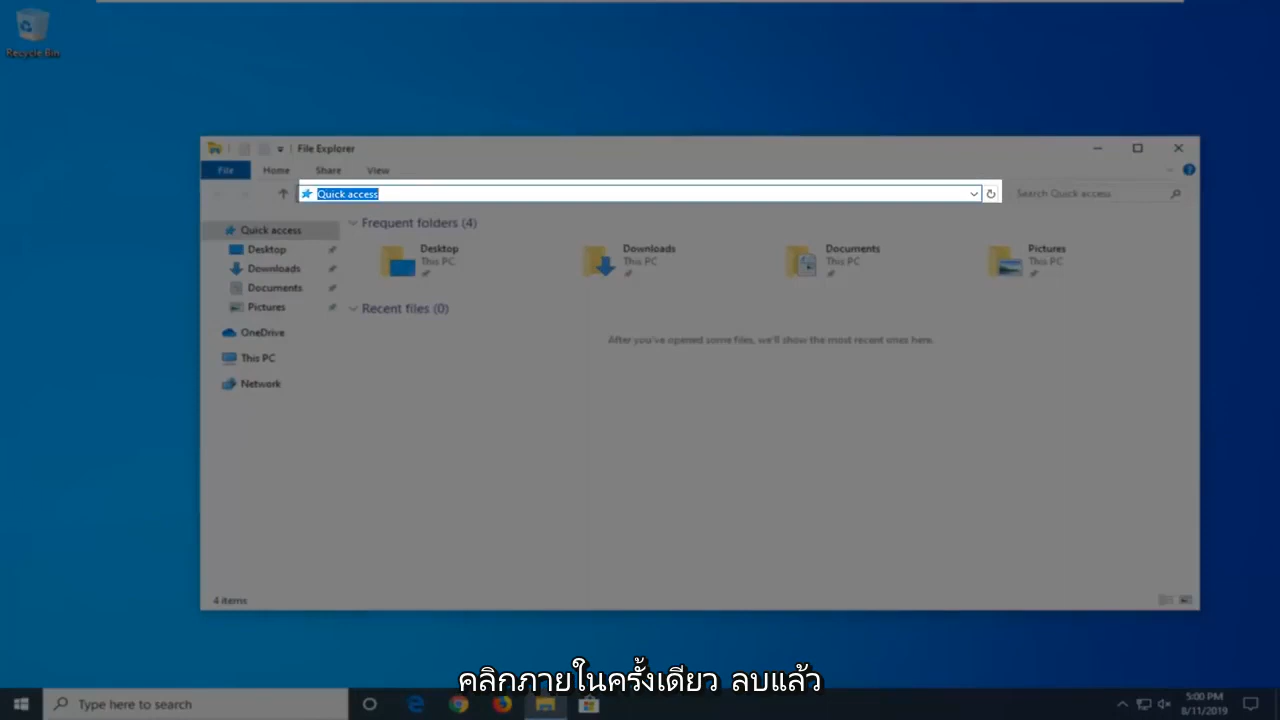 Recycle Bin
File Explorer
File Home Share View
Quick access
Search Quick access
Quick access
Desktop
Downloads
Documents
Pictures
OneDrive
This PC
Network
Frequent folders (4)
Desktop
This PC
Downloads
This PC
Documents
This PC
Pictures
This PC
Recent files (0)
After you've opened some files, we'll show the most recent ones here.
4 items
คลิกภายในครั้งเดียว ลบแล้ว
Type here to search
5:00 PM
8/11/2019